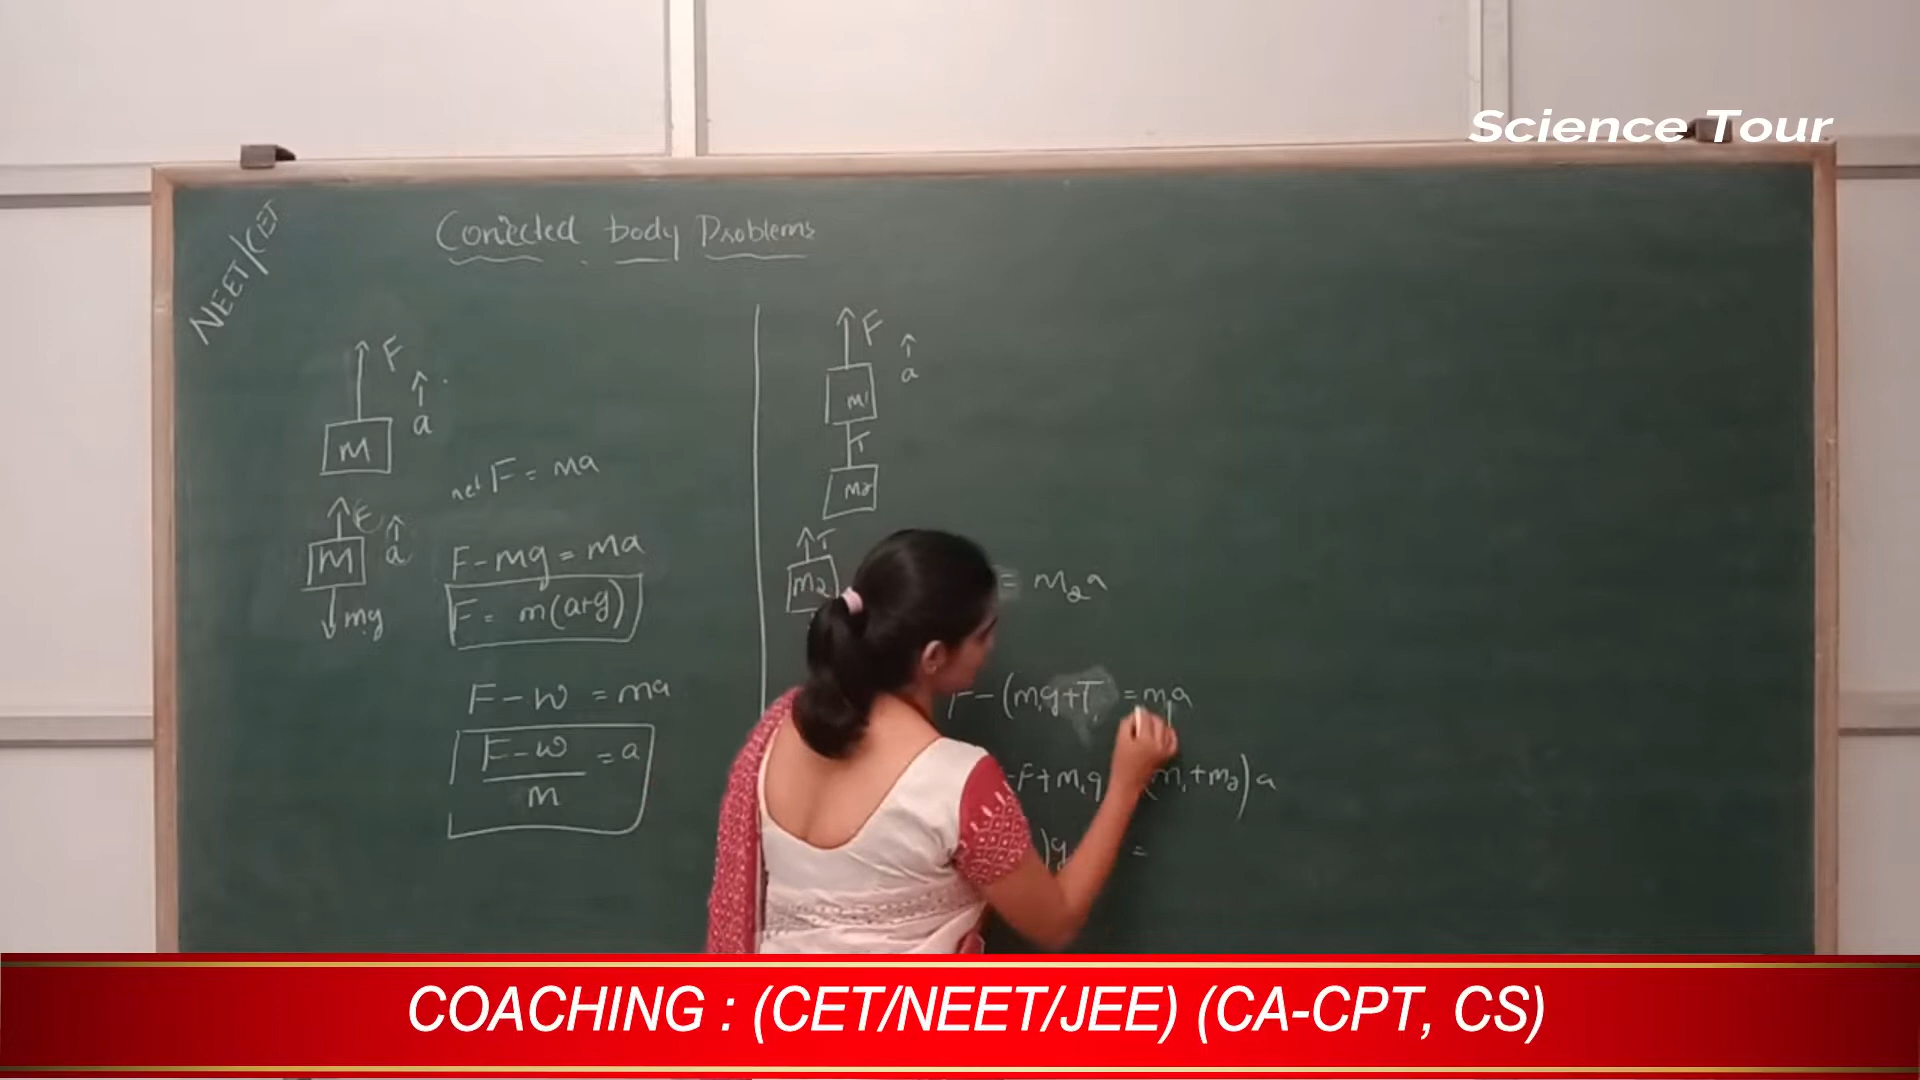 Science Tour
NEET/CET
Conected body Problems
F
a
M
net F = ma
F
M
a
mg
F-mg = ma
F = m(a+g)
F-w = ma
F-w
= a
m
F
a
m1
T
m2
T
m2
= m2a
F-(m1g+T = m1a
F+m1g
m1+m2)a
)g
=
COACHING : (CET/NEET/JEE) (CA-CPT, CS)